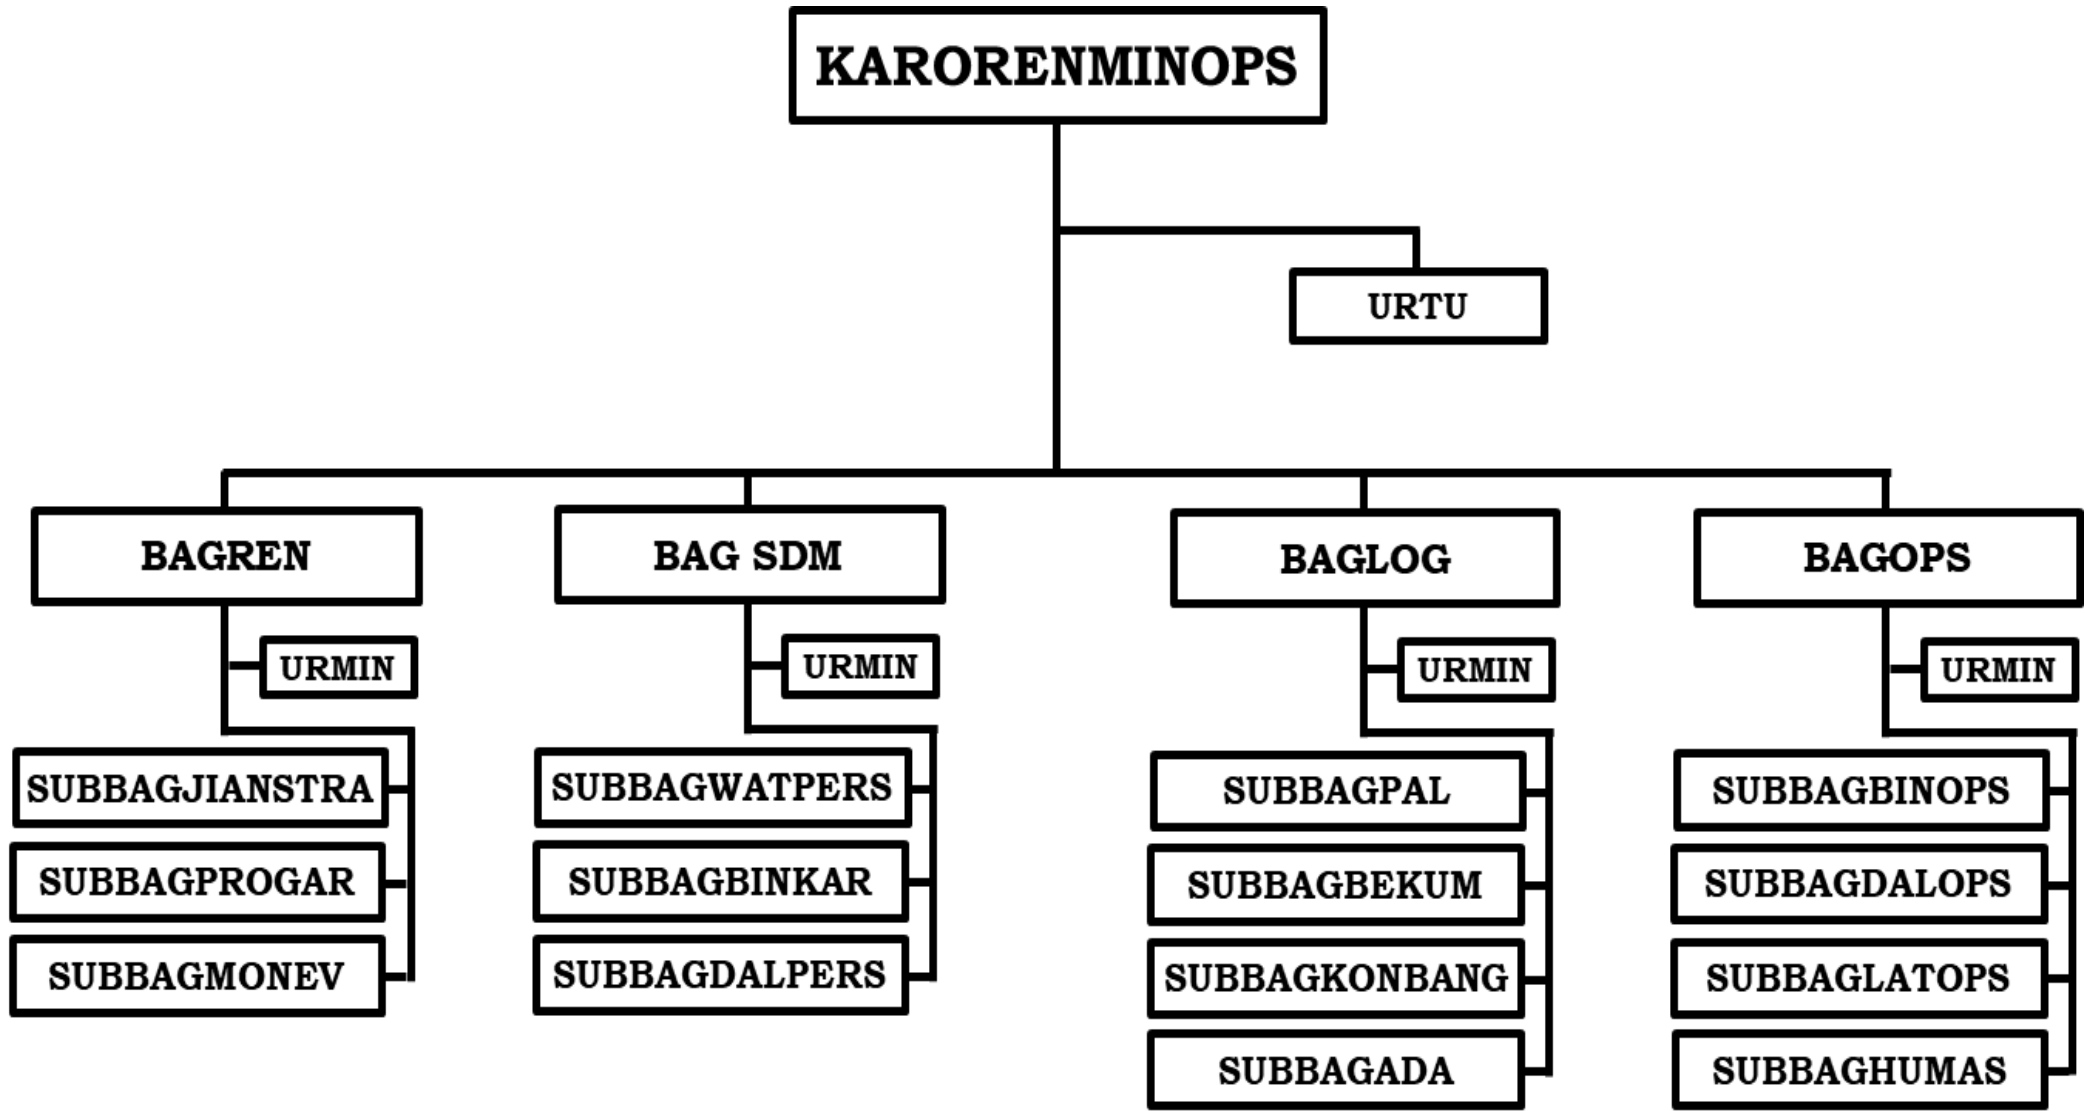 KARORENMINOPS
URTU
BAGREN
BAG SDM
BAGLOG
BAGOPS
URMIN
URMIN
URMIN
URMIN
SUBBAGJIANSTRA
SUBBAGWATPERS
SUBBAGPAL
SUBBAGBINOPS
SUBBAGPROGAR
SUBBAGBINKAR
SUBBAGBEKUM
SUBBAGDALOPS
SUBBAGMONEV
SUBBAGDALPERS
SUBBAGKONBANG
SUBBAGLATOPS
SUBBAGADA
SUBBAGHUMAS